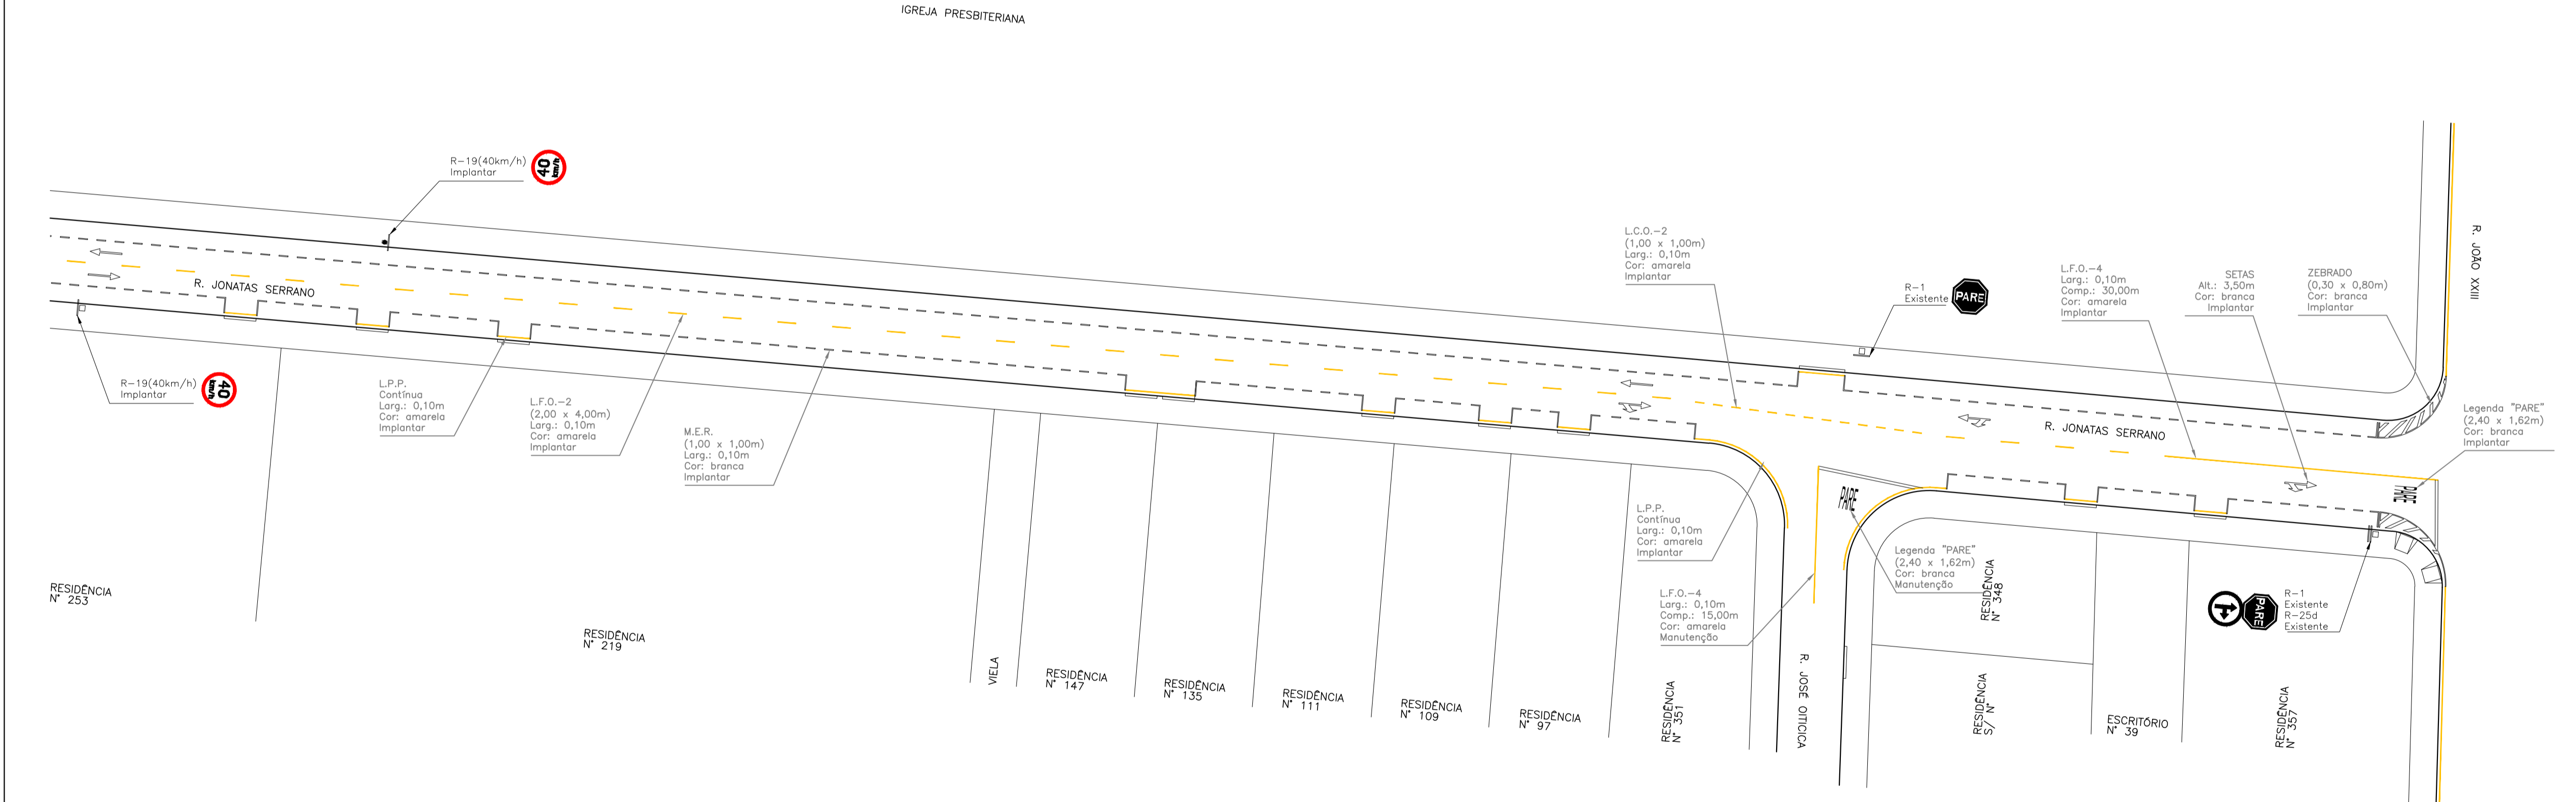 IGREJA PRESBITERIANA
R-19(40km/h)
Implantar
40
km/h
R. JONATAS SERRANO
R-19(40km/h)
Implantar
40
km/h
L.P.P.
Contínua
Larg.: 0,10m
Cor: amarela
Implantar
L.F.O.-2
(2,00 x 4,00m)
Larg.: 0,10m
Cor: amarela
Implantar
M.E.R.
(1,00 x 1,00m)
Larg.: 0,10m
Cor: branca
Implantar
L.C.O.-2
(1,00 x 1,00m)
Larg.: 0,10m
Cor: amarela
Implantar
R-1
Existente
PARE
L.F.O.-4
Larg.: 0,10m
Comp.: 30,00m
Cor: amarela
Implantar
SETAS
Alt.: 3,50m
Cor: branca
Implantar
ZEBRADO
(0,30 x 0,80m)
Cor: branca
Implantar
R. JOÃO XXIII
R. JONATAS SERRANO
Legenda "PARE"
(2,40 x 1,62m)
Cor: branca
Implantar
PARE
PARE
L.P.P.
Contínua
Larg.: 0,10m
Cor: amarela
Implantar
Legenda "PARE"
(2,40 x 1,62m)
Cor: branca
Manutenção
L.F.O.-4
Larg.: 0,10m
Comp.: 15,00m
Cor: amarela
Manutenção
PARE
R-1
Existente
R-25d
Existente
RESIDÊNCIA
N° 253
RESIDÊNCIA
N° 219
VIELA
RESIDÊNCIA
N° 147
RESIDÊNCIA
N° 135
RESIDÊNCIA
N° 111
RESIDÊNCIA
N° 109
RESIDÊNCIA
N° 97
RESIDÊNCIA
N° 351
R. JOSÉ OITICICA
RESIDÊNCIA
N° 348
RESIDÊNCIA
S/ N°
ESCRITÓRIO
N° 39
RESIDÊNCIA
N° 357